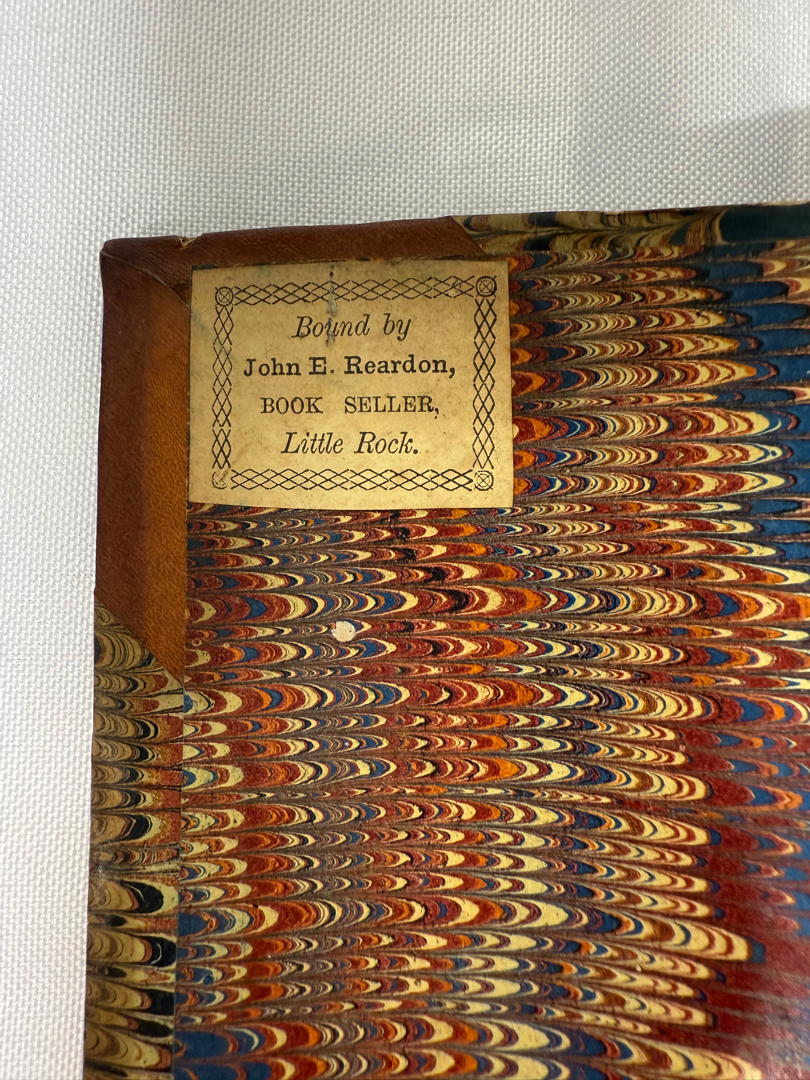 Bound by
John E. Reardon,
BOOK SELLER,
Little Rock.